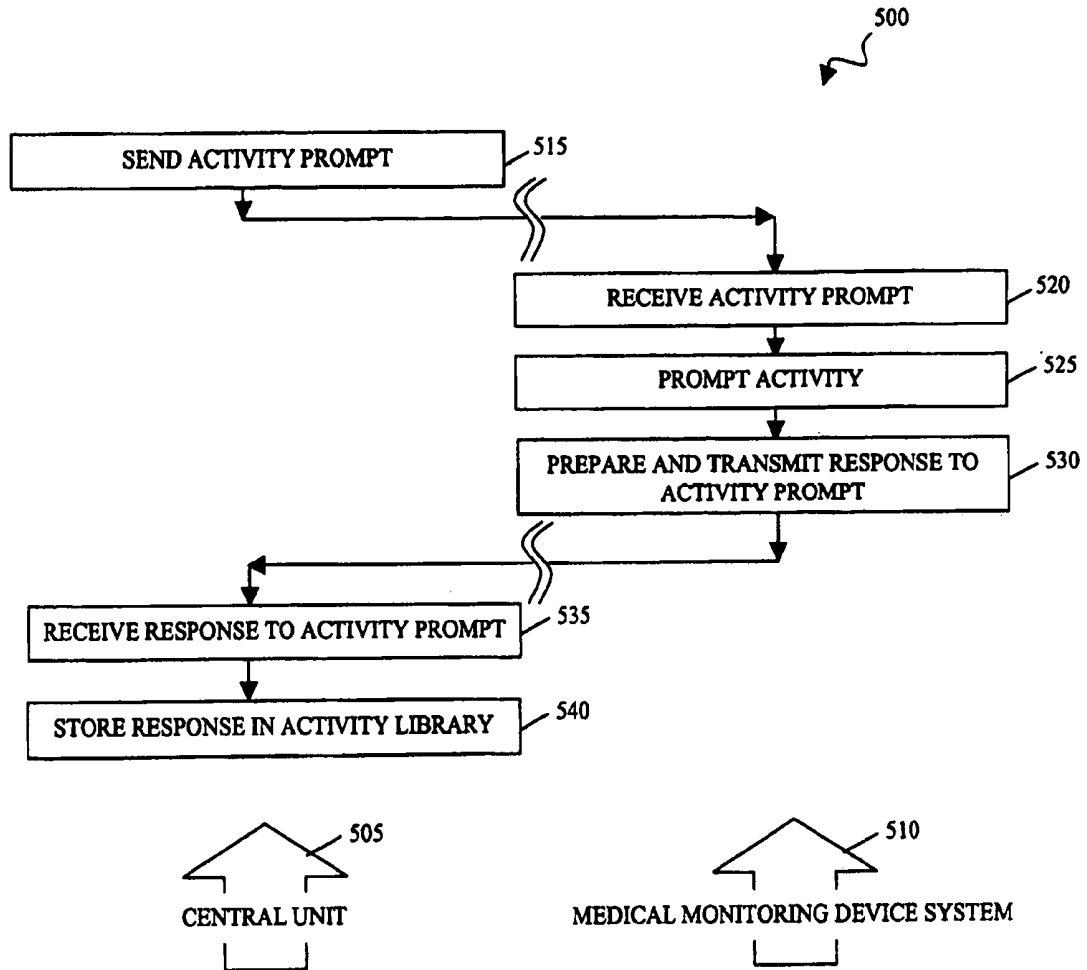 500
SEND ACTIVITY PROMPT
515
RECEIVE ACTIVITY PROMPT
520
PROMPT ACTIVITY
525
PREPARE AND TRANSMIT RESPONSE TO
ACTIVITY PROMPT
530
RECEIVE RESPONSE TO ACTIVITY PROMPT
535
STORE RESPONSE IN ACTIVITY LIBRARY
540
505
CENTRAL UNIT
510
MEDICAL MONITORING DEVICE SYSTEM